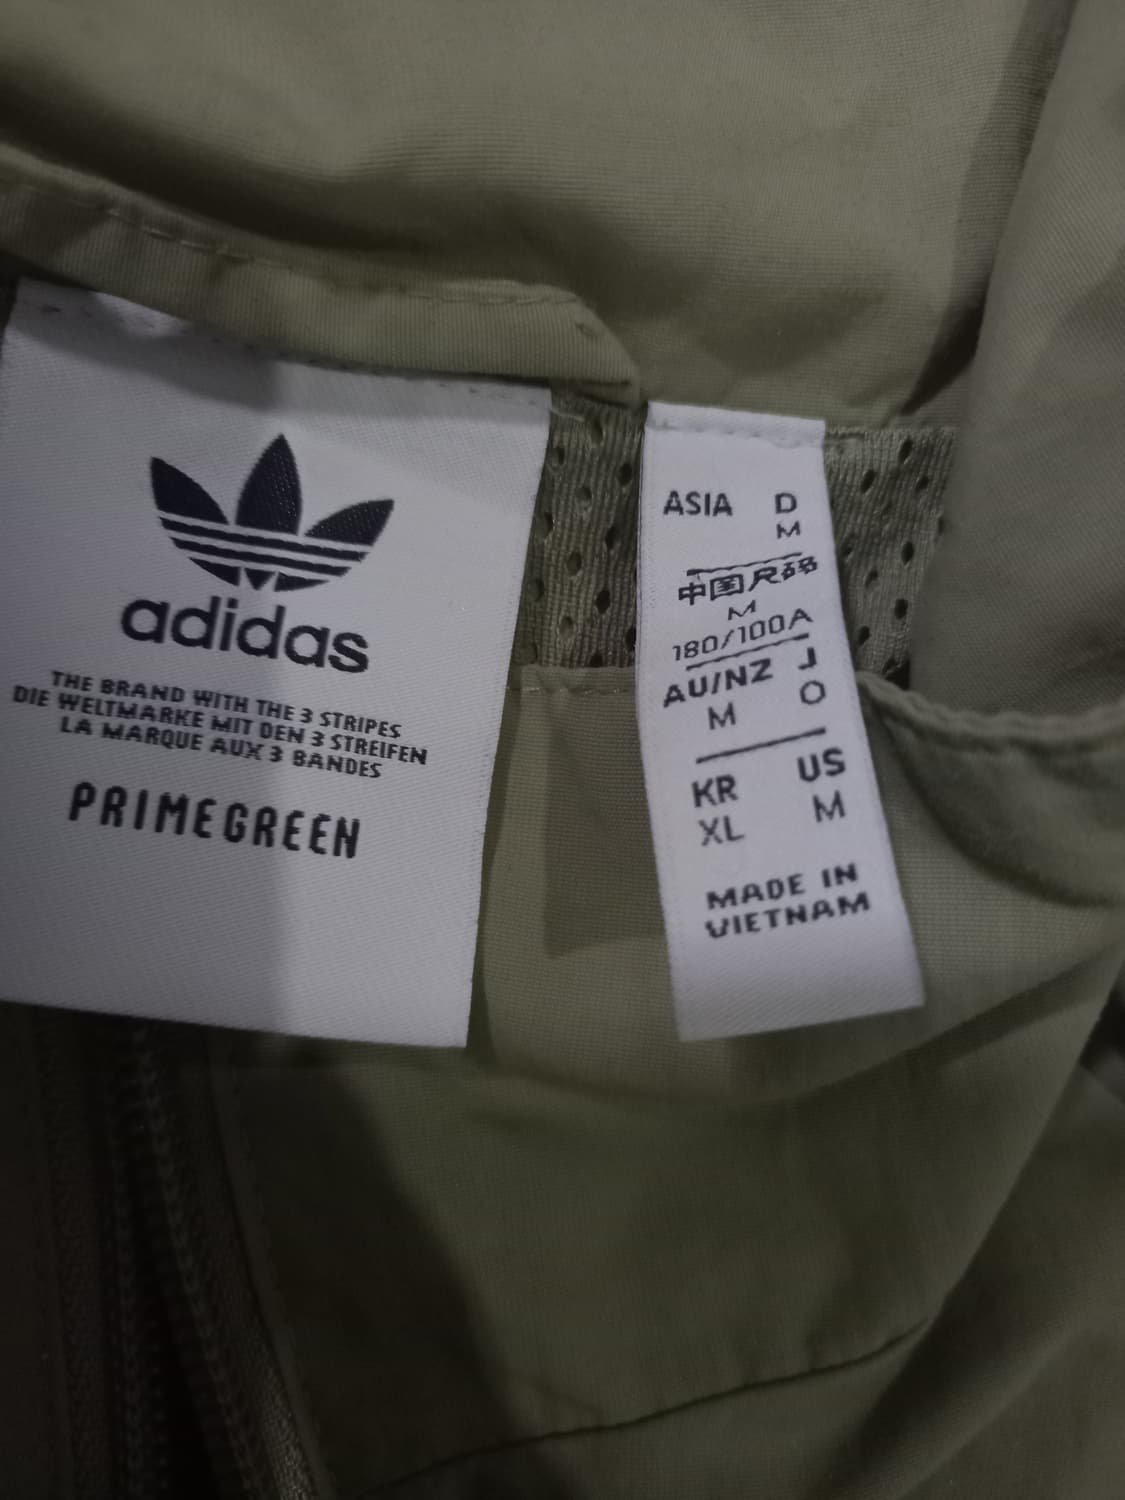 adidas
THE BRAND WITH THE 3 STRIPES
DIE WELTMARKE MIT DEN 3 STREIFEN
LA MARQUE AUX 3 BANDES
PRIMEGREEN
ASIA D
M
中国尺码
M
180/100A
AU/NZ J
M O
KR US
XL M
MADE IN
VIETNAM